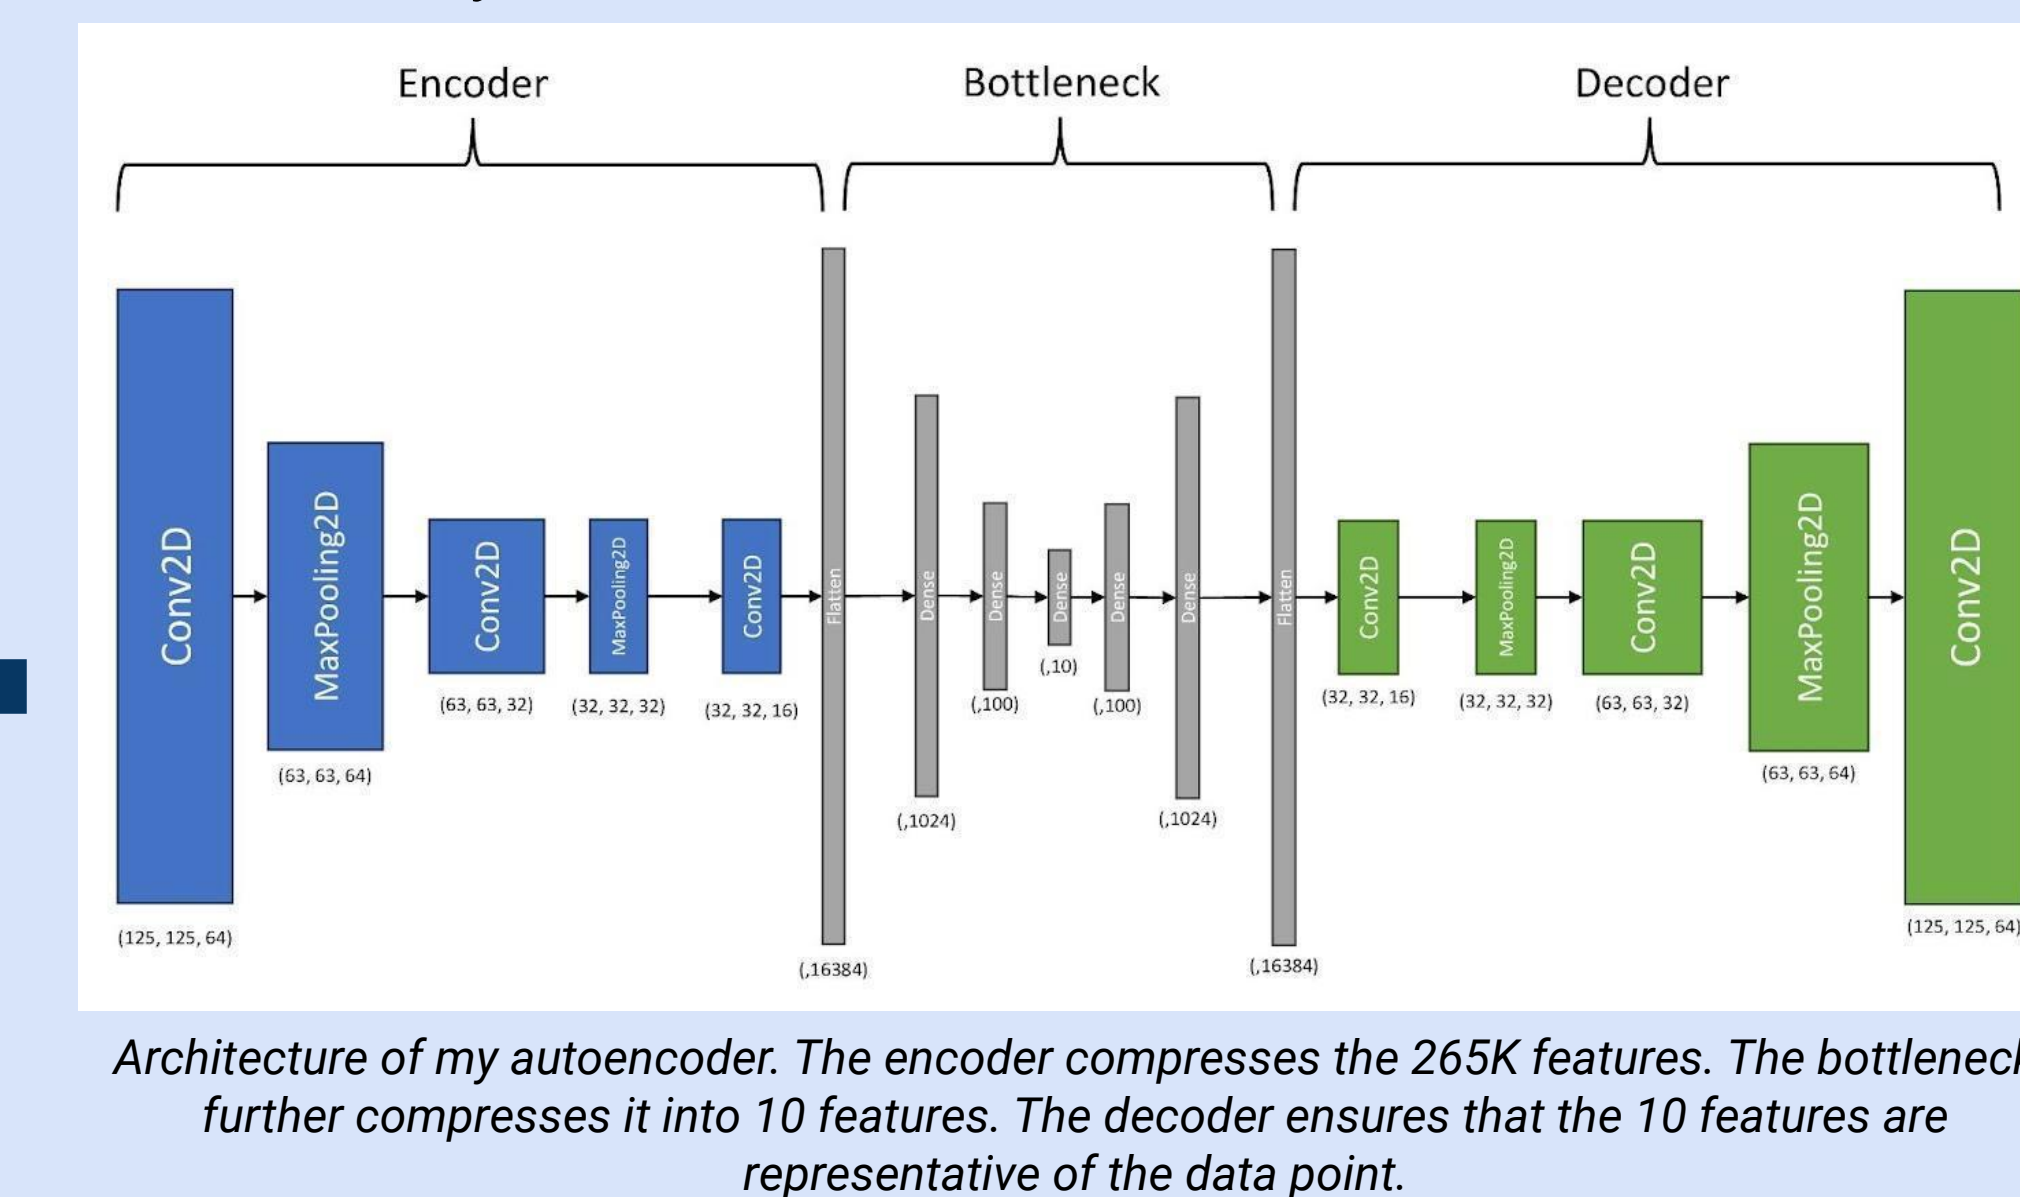 Encoder
Bottleneck
Decoder
Conv2D
(125, 125, 64)
MaxPooling2D
(63, 63, 64)
Conv2D
(63, 63, 32)
MaxPooling2D
(32, 32, 32)
Conv2D
(32, 32, 16)
Flatten
(,16384)
Dense
(,1024)
Dense
(,100)
Dense
(,10)
Dense
(,100)
Dense
(,1024)
Flatten
(,16384)
Conv2D
(32, 32, 16)
MaxPooling2D
(32, 32, 32)
Conv2D
(63, 63, 32)
MaxPooling2D
(63, 63, 64)
Conv2D
(125, 125, 64)
Architecture of my autoencoder. The encoder compresses the 265K features. The bottleneck
further compresses it into 10 features. The decoder ensures that the 10 features are
representative of the data point.